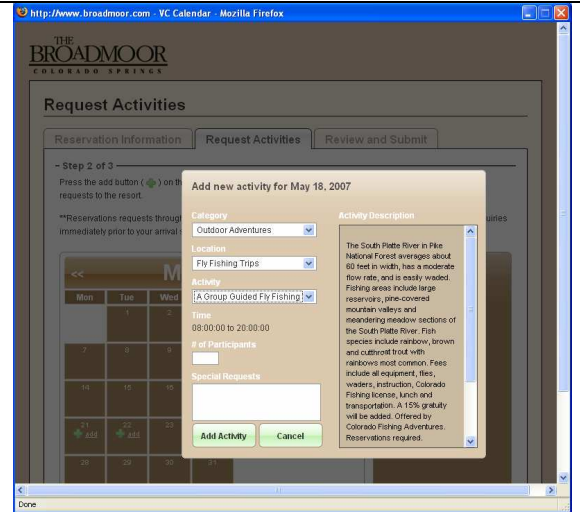 http://www.broadmoor.com - VC Calendar - Mozilla Firefox
THE
BROADMOOR
COLORADO SPRINGS
Request Activities
Reservation Information
Request Activities
Review and Submit
Step 2 of 3
Press the add button ( ) on th
requests to the resort.
**Reservations requests throug
uiries
immediately prior to your arrival
Add new activity for May 18, 2007
Category
Outdoor Adventures
Location
Fly Fishing Trips
Activity
A Group Guided Fly Fishing
Time
08:00:00 to 20:00:00
# of Participants
Special Requests
Add Activity
Cancel
Activity Description
The South Platte River in Pike
National Forest averages about
60 feet in width, has a moderate
flow rate, and is easily waded.
Fishing areas include large
reservoirs, pine-covered
mountain valleys and
meandering meadow sections of
the South Platte River. Fish
species include rainbow, brown
and cutthroat trout with
rainbows most common. Fees
include all equipment, flies,
waders, instruction, Colorado
Fishing license, lunch and
transportation. A 15% gratuity
will be added. Offered by
Colorado Fishing Adventures.
Reservations required.
<<
M
Mon
Tue
Wed
1
2
7
8
9
14
15
16
21
add
22
add
23
28
29
30
31
Done